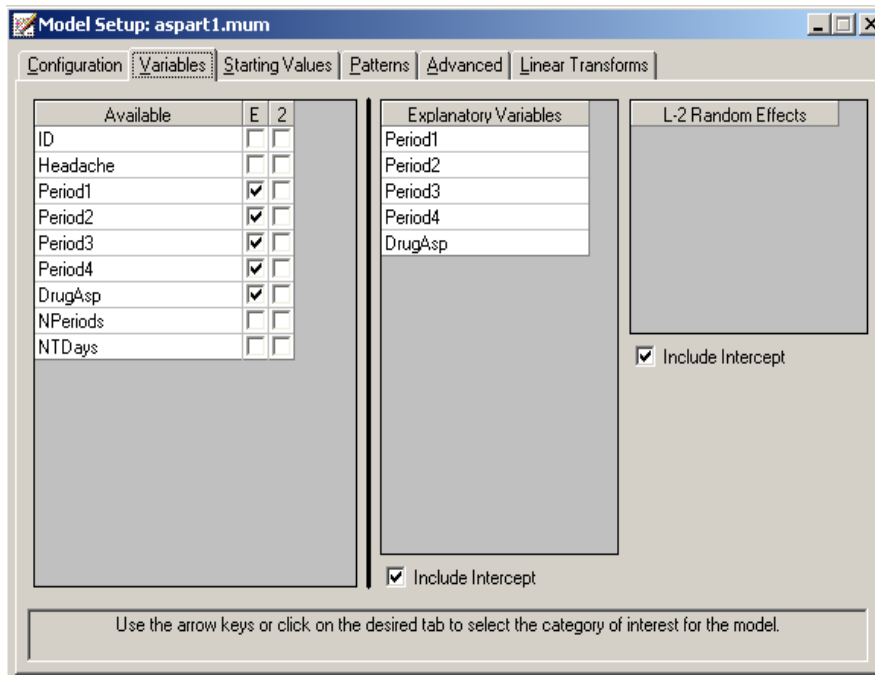 Model Setup: aspart1.mum
Configuration Variables Starting Values Patterns Advanced Linear Transforms
Available E 2
ID
Headache
Period1
Period2
Period3
Period4
DrugAsp
NPeriods
NTDays
Explanatory Variables
Period1
Period2
Period3
Period4
DrugAsp
Include Intercept
L-2 Random Effects
Include Intercept
Use the arrow keys or click on the desired tab to select the category of interest for the model.